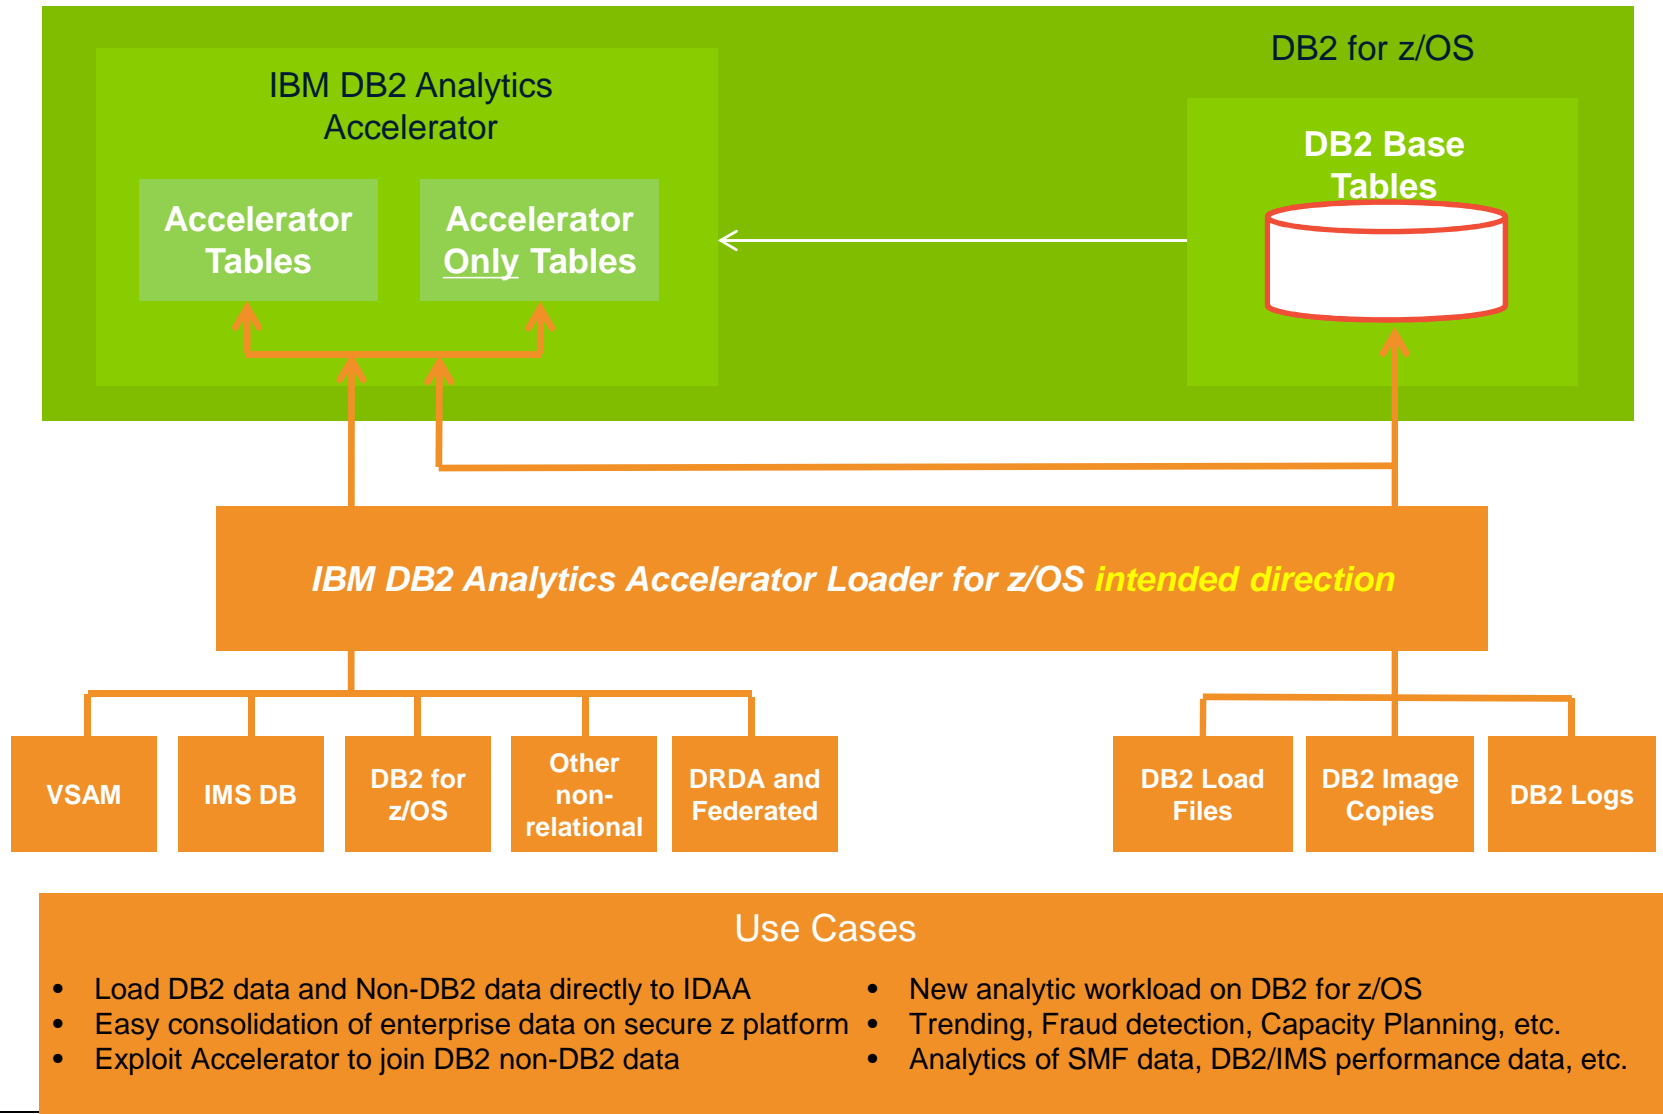 DB2 for z/OS
IBM DB2 Analytics
Accelerator
DB2 Base
Tables
Accelerator
Tables
Accelerator
Only Tables
IBM DB2 Analytics Accelerator Loader for z/OS intended direction
VSAM
IMS DB
DB2 for
z/OS
Other
non-
relational
DRDA and
Federated
DB2 Load
Files
DB2 Image
Copies
DB2 Logs
Use Cases
• Load DB2 data and Non-DB2 data directly to IDAA
• Easy consolidation of enterprise data on secure z platform
• Exploit Accelerator to join DB2 non-DB2 data
• New analytic workload on DB2 for z/OS
• Trending, Fraud detection, Capacity Planning, etc.
• Analytics of SMF data, DB2/IMS performance data, etc.